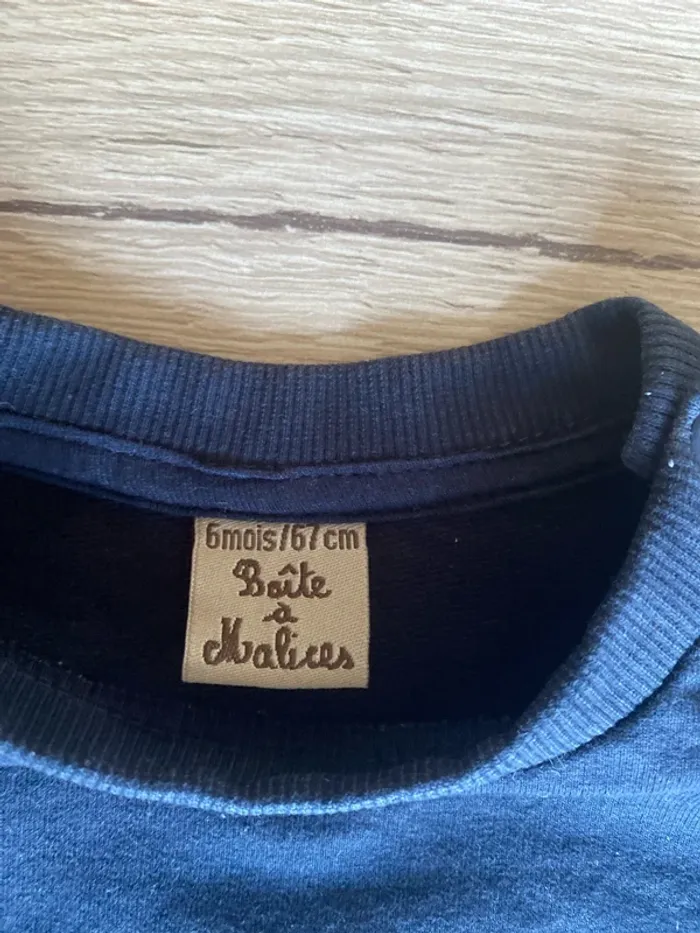 6mois/67cm
Boîte
à
Malices